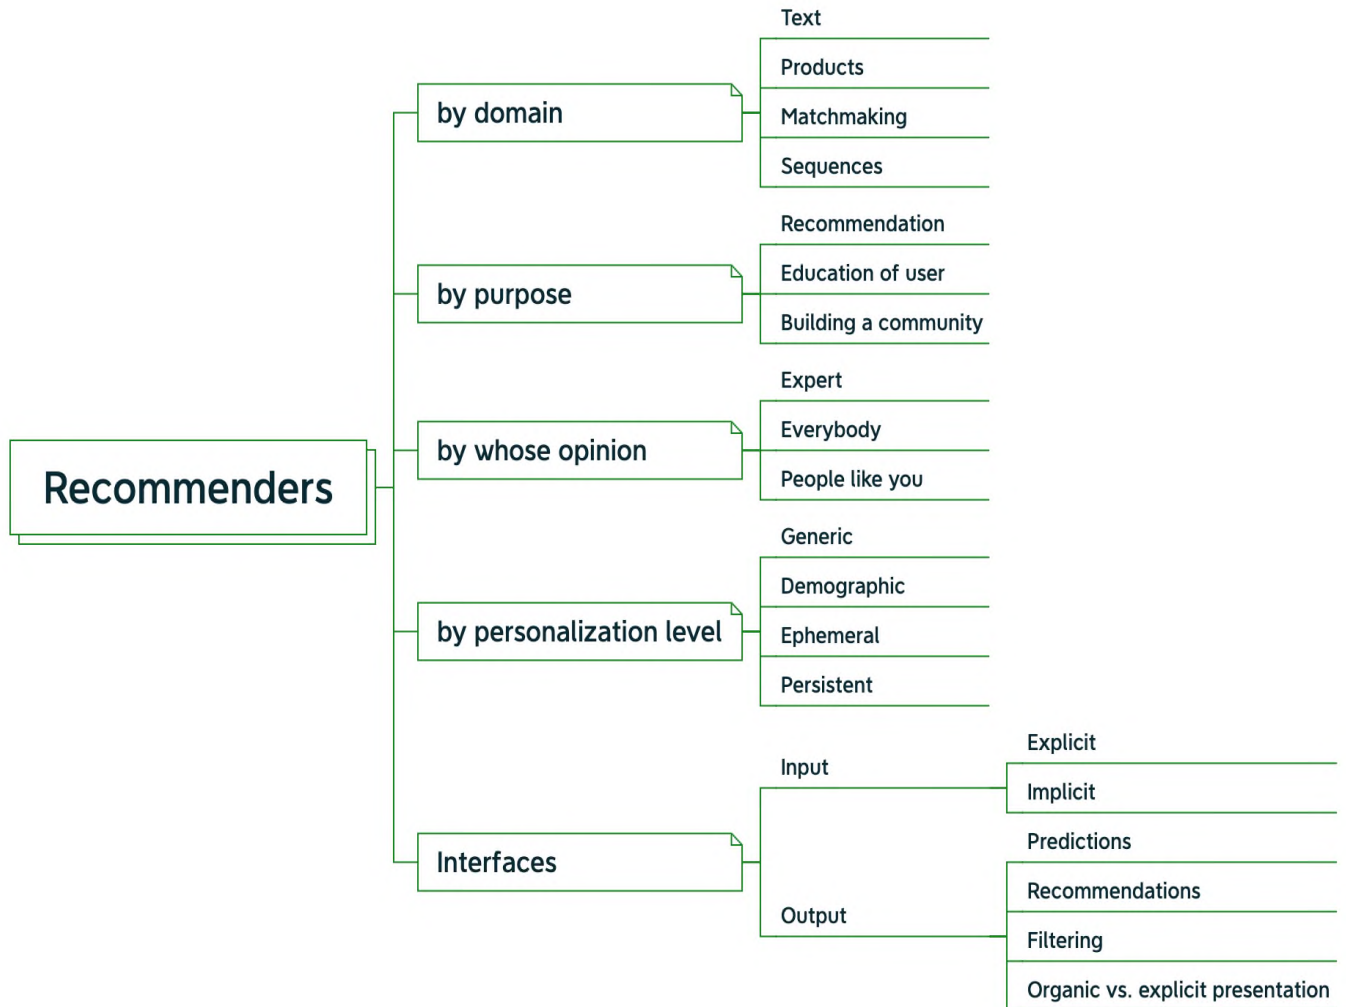 Recommenders
by domain
Text
Products
Matchmaking
Sequences
by purpose
Recommendation
Education of user
Building a community
by whose opinion
Expert
Everybody
People like you
by personalization level
Generic
Demographic
Ephemeral
Persistent
Interfaces
Input
Explicit
Implicit
Output
Predictions
Recommendations
Filtering
Organic vs. explicit presentation